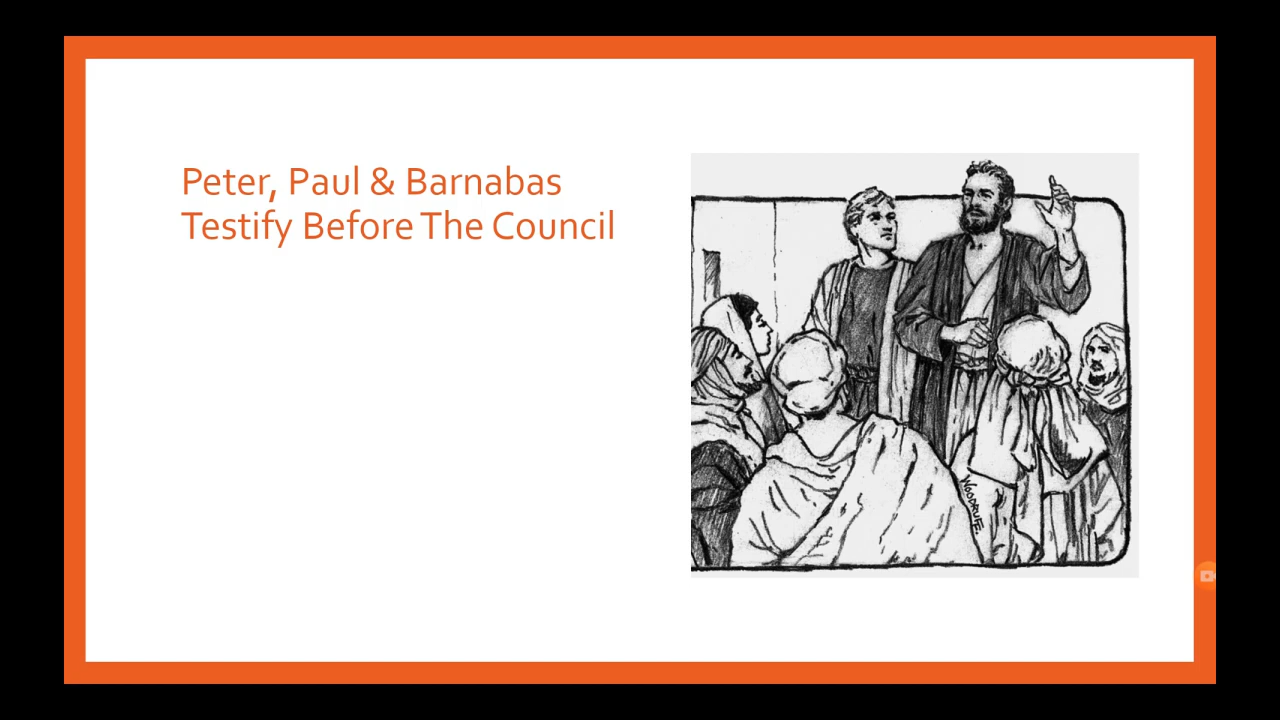 Peter, Paul & Barnabas
Testify Before The Council
WOODRUFF.